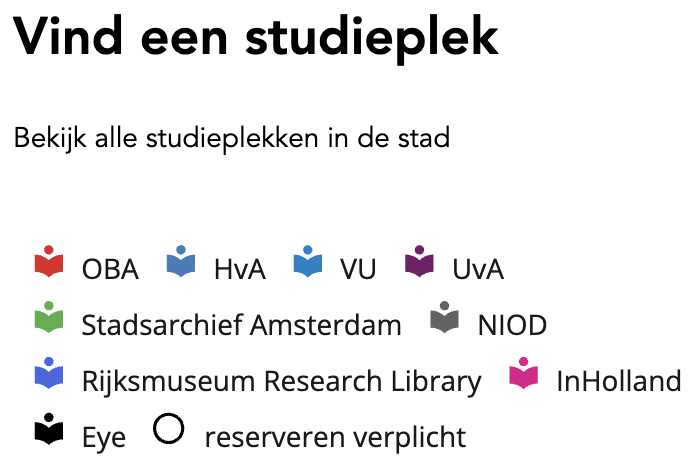 Vind een studieplek
Bekijk alle studieplekken in de stad
OBA HvA VU UvA
Stadsarchief Amsterdam NIOD
Rijksmuseum Research Library InHolland
Eye reserveren verplicht